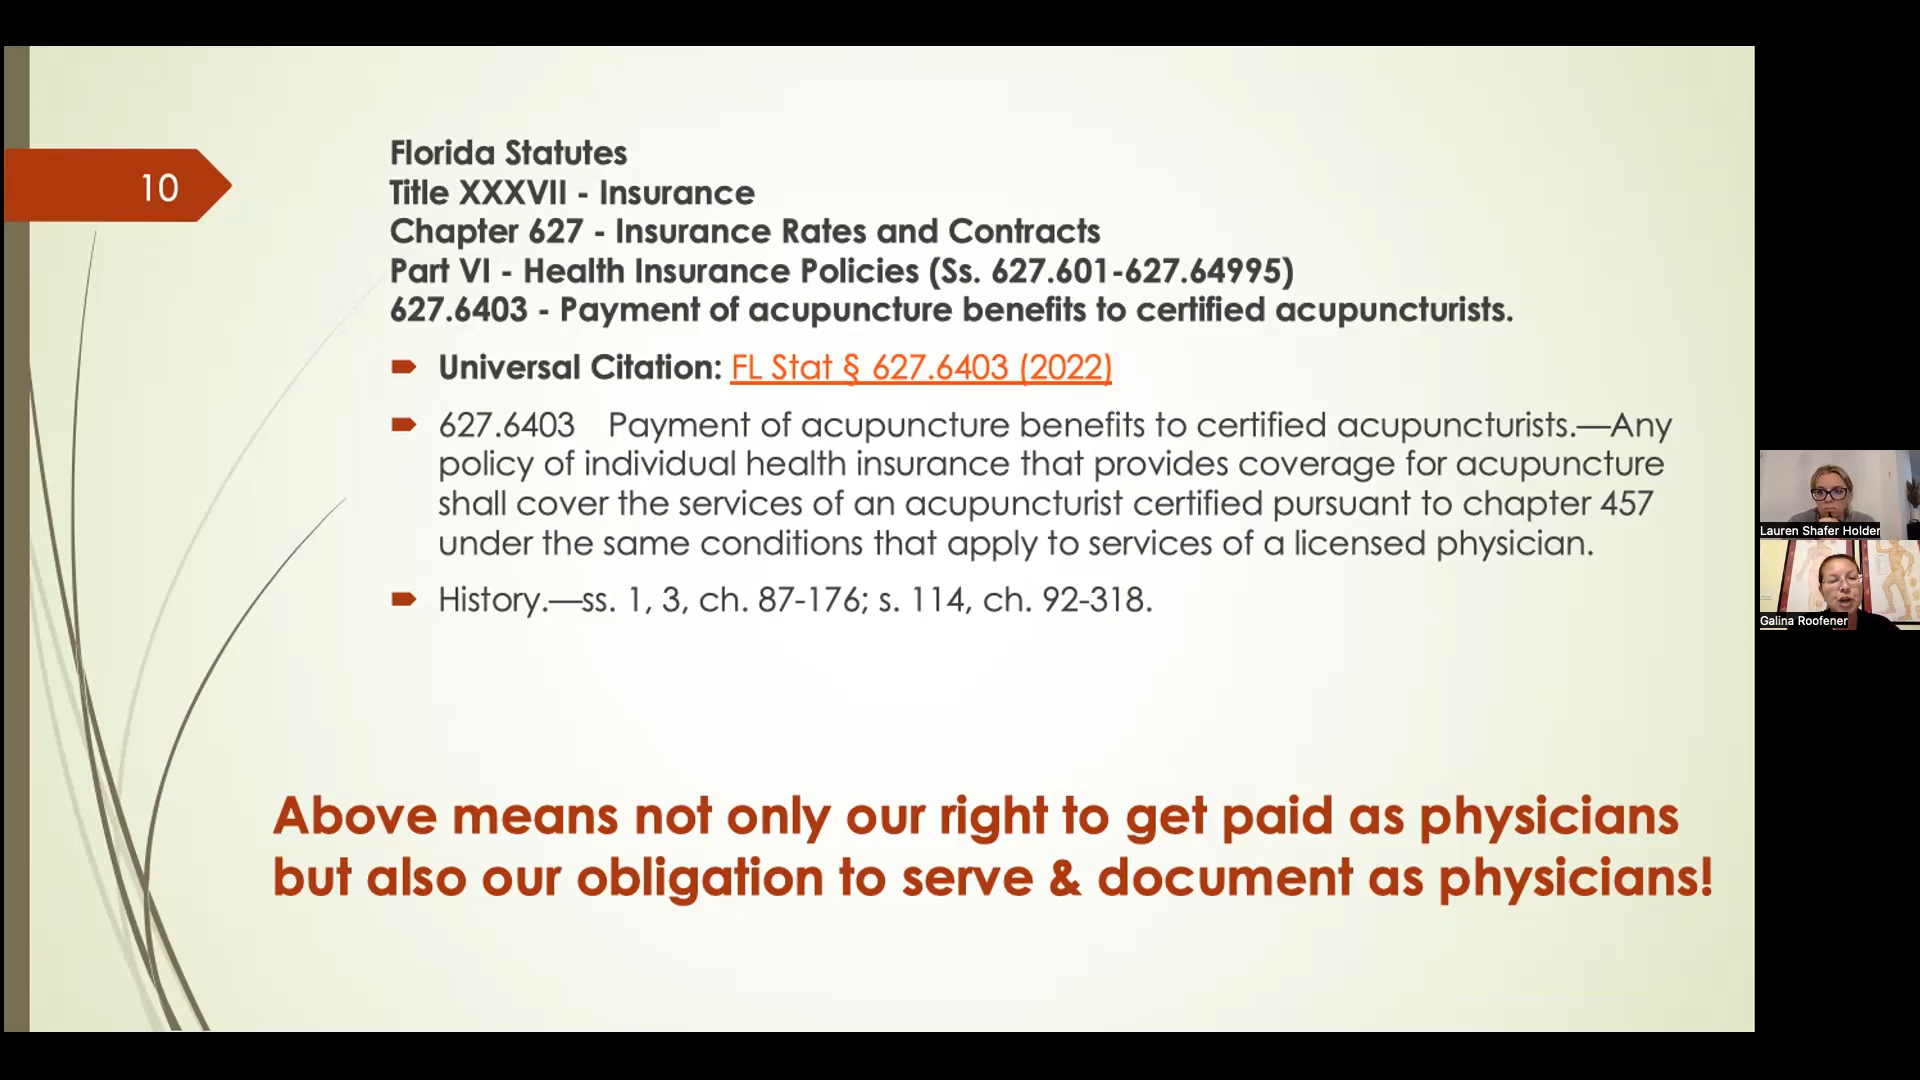 10
Florida Statutes
Title XXXVII - Insurance
Chapter 627 - Insurance Rates and Contracts
Part VI - Health Insurance Policies (Ss. 627.601-627.64995)
627.6403 - Payment of acupuncture benefits to certified acupuncturists.
Universal Citation: FL Stat § 627.6403 (2022)
627.6403 Payment of acupuncture benefits to certified acupuncturists.—Any
policy of individual health insurance that provides coverage for acupuncture
shall cover the services of an acupuncturist certified pursuant to chapter 457
under the same conditions that apply to services of a licensed physician.
History.—ss. 1, 3, ch. 87-176; s. 114, ch. 92-318.
Above means not only our right to get paid as physicians
but also our obligation to serve & document as physicians!
Lauren Shafer Holder
Galina Roofener